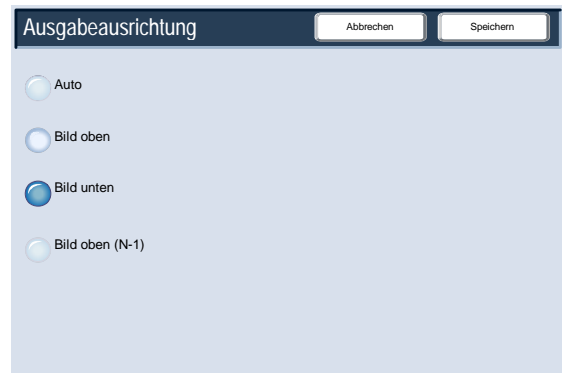 Ausgabeausrichtung Abbrechen Speichern
Auto
Bild oben
Bild unten
Bild oben (N-1)